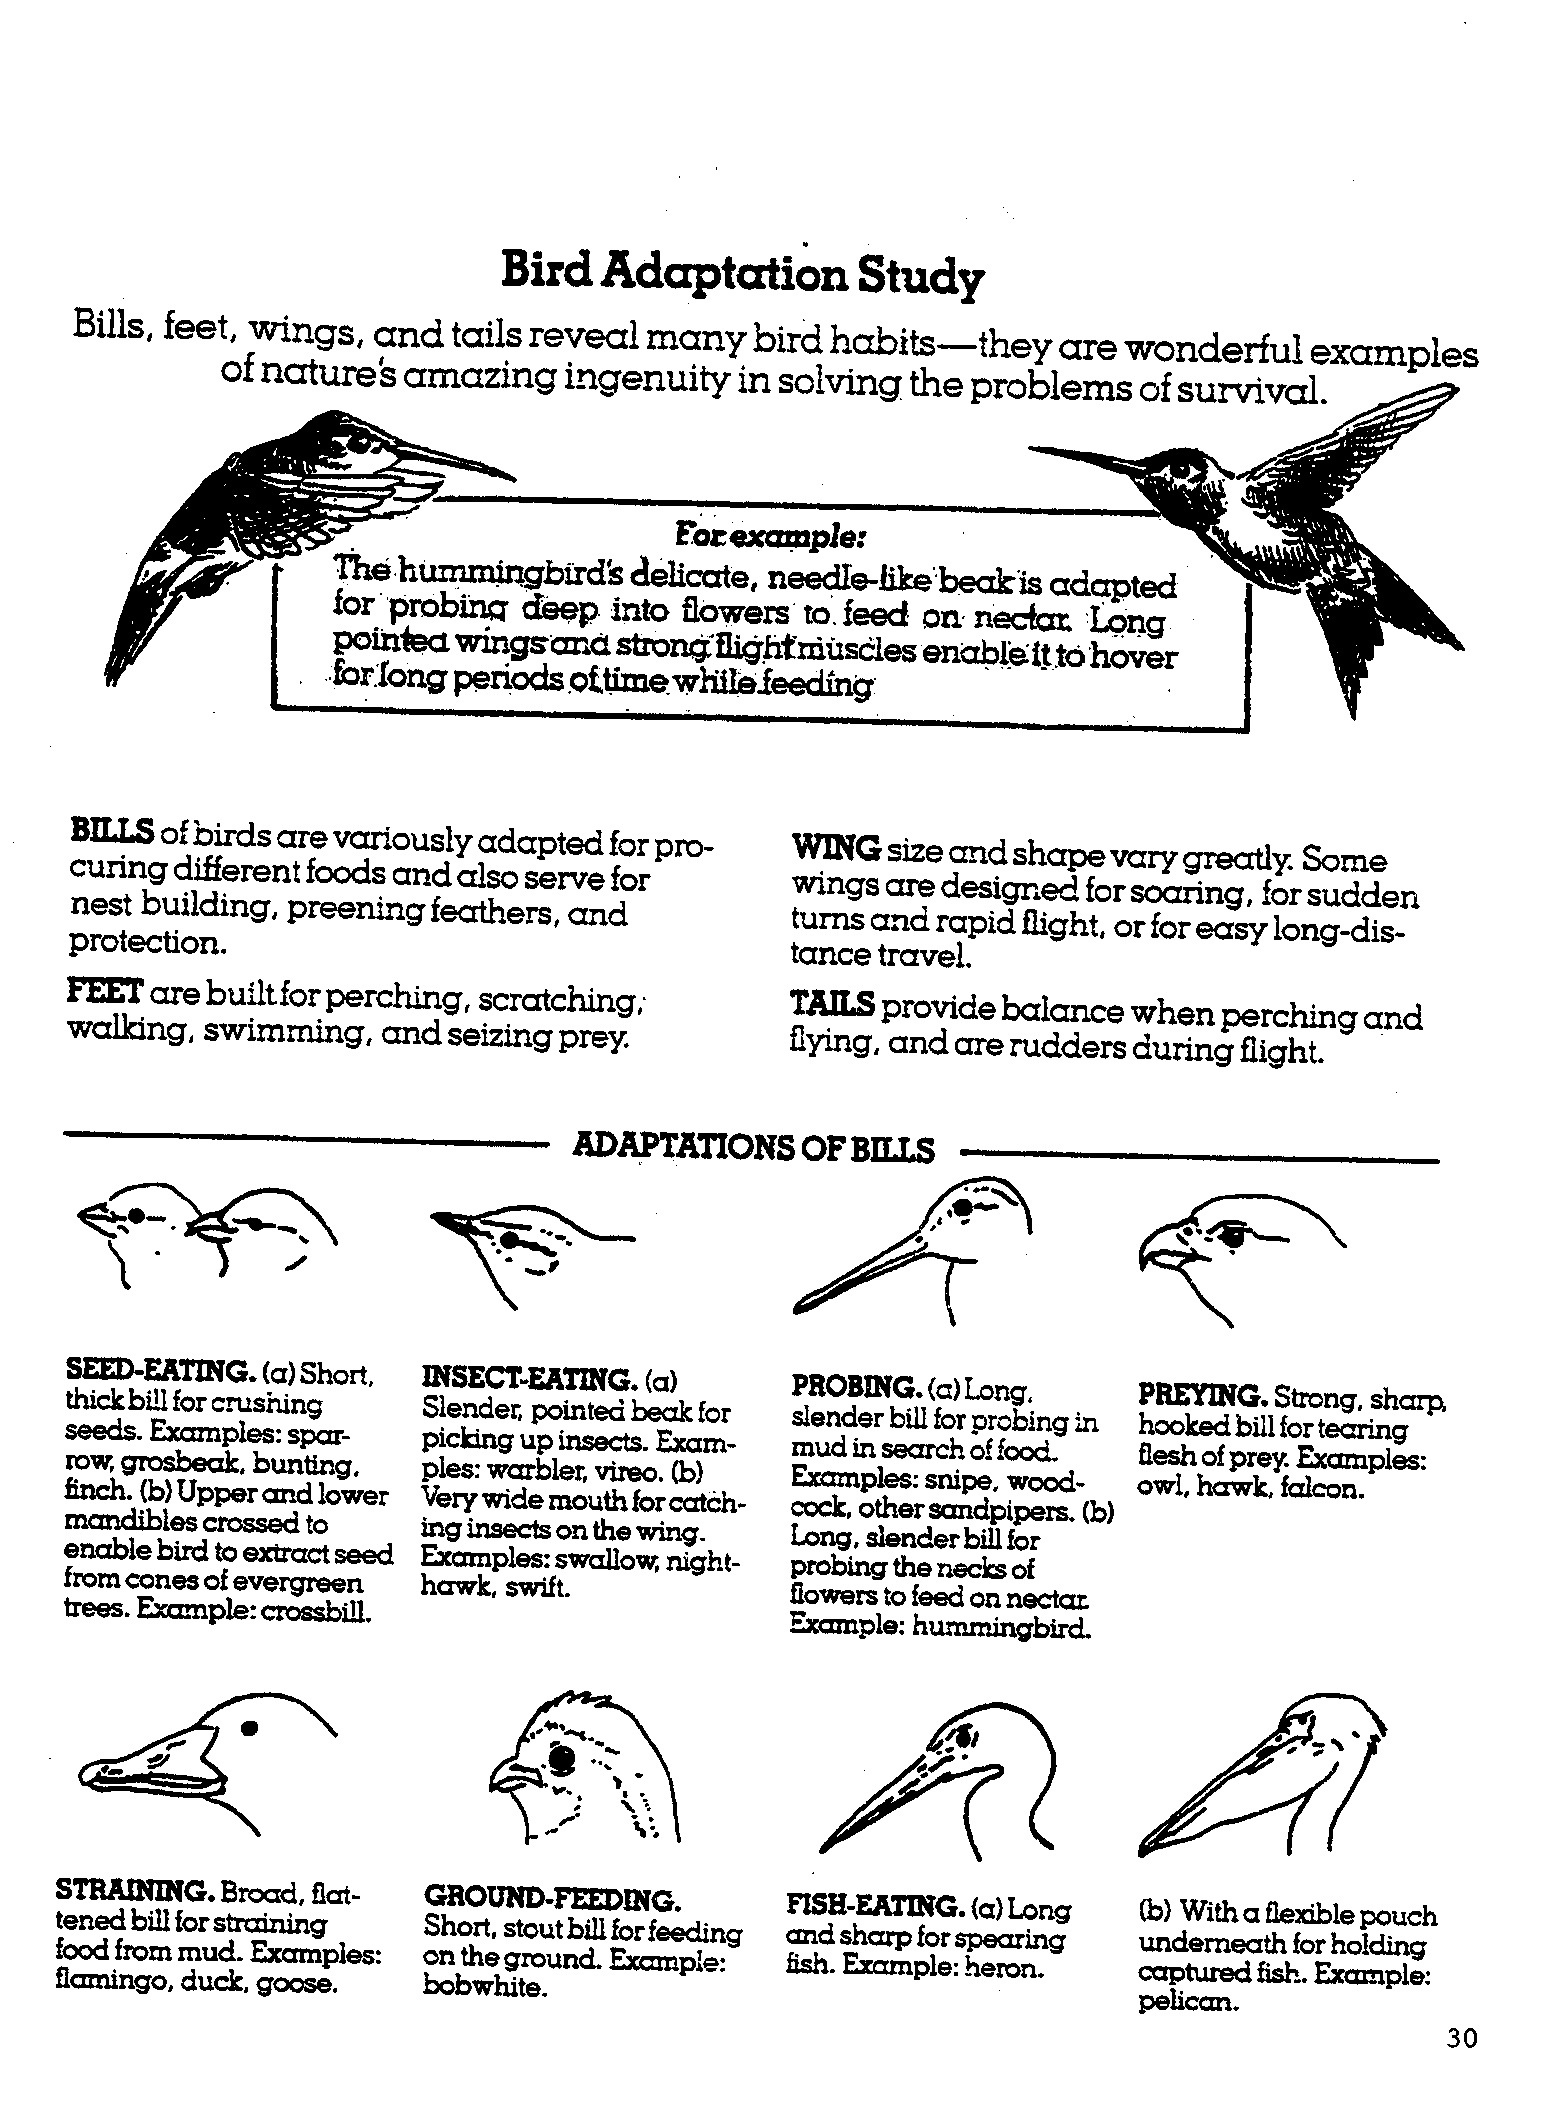 Bird Adaptation Study
Bills, feet, wings, and tails reveal many bird habits—they are wonderful examples
of nature's amazing ingenuity in solving the problems of survival.
For example:
The hummingbird's delicate, needle-like beak is adapted
for probing deep into flowers to feed on nectar. Long
pointed wings and strong flight muscles enable it to hover
for long periods of time while feeding
BILLS of birds are variously adapted for pro-
curing different foods and also serve for
nest building, preening feathers, and
protection.
FEET are built for perching, scratching,
walking, swimming, and seizing prey.
WING size and shape vary greatly. Some
wings are designed for soaring, for sudden
turns and rapid flight, or for easy long-dis-
tance travel.
TAILS provide balance when perching and
flying, and are rudders during flight.
ADAPTATIONS OF BILLS
SEED-EATING. (a) Short,
thick bill for crushing
seeds. Examples: spar-
row, grosbeak, bunting,
finch. (b) Upper and lower
mandibles crossed to
enable bird to extract seed
from cones of evergreen
trees. Example: crossbill.
INSECT-EATING. (a)
Slender, pointed beak for
picking up insects. Exam-
ples: warbler, vireo. (b)
Very wide mouth for catch-
ing insects on the wing.
Examples: swallow, night-
hawk, swift.
PROBING. (a) Long,
slender bill for probing in
mud in search of food.
Examples: snipe, wood-
cock, other sandpipers. (b)
Long, slender bill for
probing the necks of
flowers to feed on nectar.
Example: hummingbird.
PREYING. Strong, sharp,
hooked bill for tearing
flesh of prey. Examples:
owl, hawk, falcon.
STRAINING. Broad, flat-
tened bill for straining
food from mud. Examples:
flamingo, duck, goose.
GROUND-FEEDING.
Short, stout bill for feeding
on the ground. Example:
bobwhite.
FISH-EATING. (a) Long
and sharp for spearing
fish. Example: heron.
(b) With a flexible pouch
underneath for holding
captured fish. Example:
pelican.
30